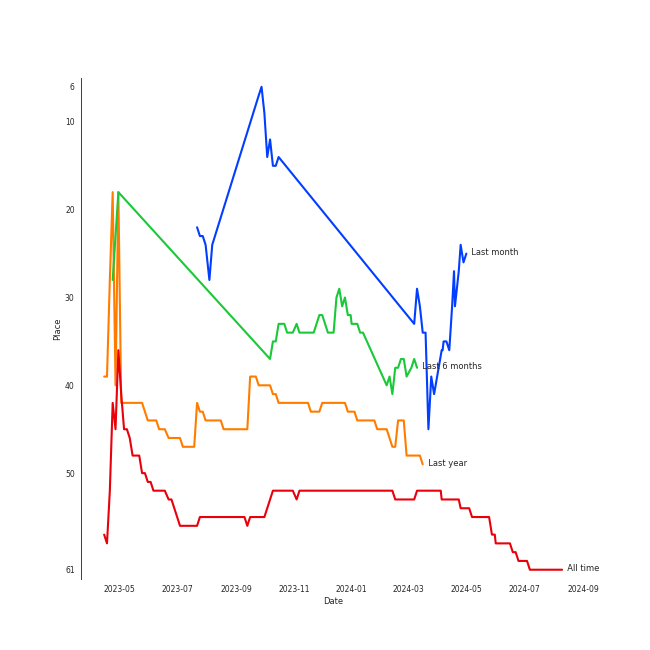 6
10
20
30
40
50
61
Place
Last month
Last 6 months
Last year
All time
2023-05 2023-07 2023-09 2023-11 2024-01 2024-03 2024-05 2024-07 2024-09
Date